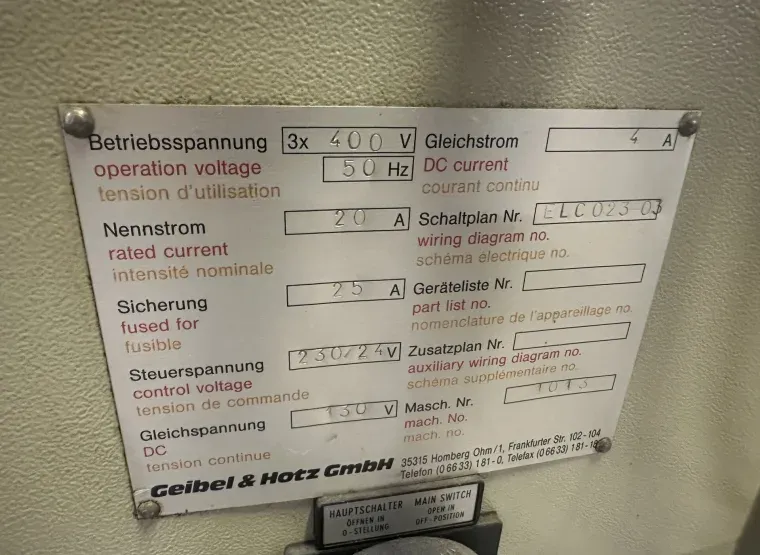 Betriebsspannung 3x 400 V
operation voltage 50 Hz
tension d'utilisation
Nennstrom 20 A
rated current
intensité nominale
Sicherung 25 A
fused for
fusible
Steuerspannung 230/24 V
control voltage
tension de commande
Gleichspannung 130 V
DC
tension continue
Gleichstrom 4 A
DC current
courant continu
Schaltplan Nr. ELC023-03
wiring diagram no.
schéma électrique no.
Geräteliste Nr.
part list no.
nomenclature de l'appareillage no.
Zusatzplan Nr.
auxiliary wiring diagram no.
schéma supplémentaire no.
Masch. Nr. 1013
mach. No.
mach. no.
Geibel & Hotz GmbH
35315 Homberg Ohm/1, Frankfurter Str. 102-104
Telefon (0 66 33) 1 81 - 0, Telefax (0 66 33) 1 81 -
HAUPTSCHALTER MAIN SWITCH
ÖFFNEN IN OPEN IN
0-STELLUNG OFF-POSITION